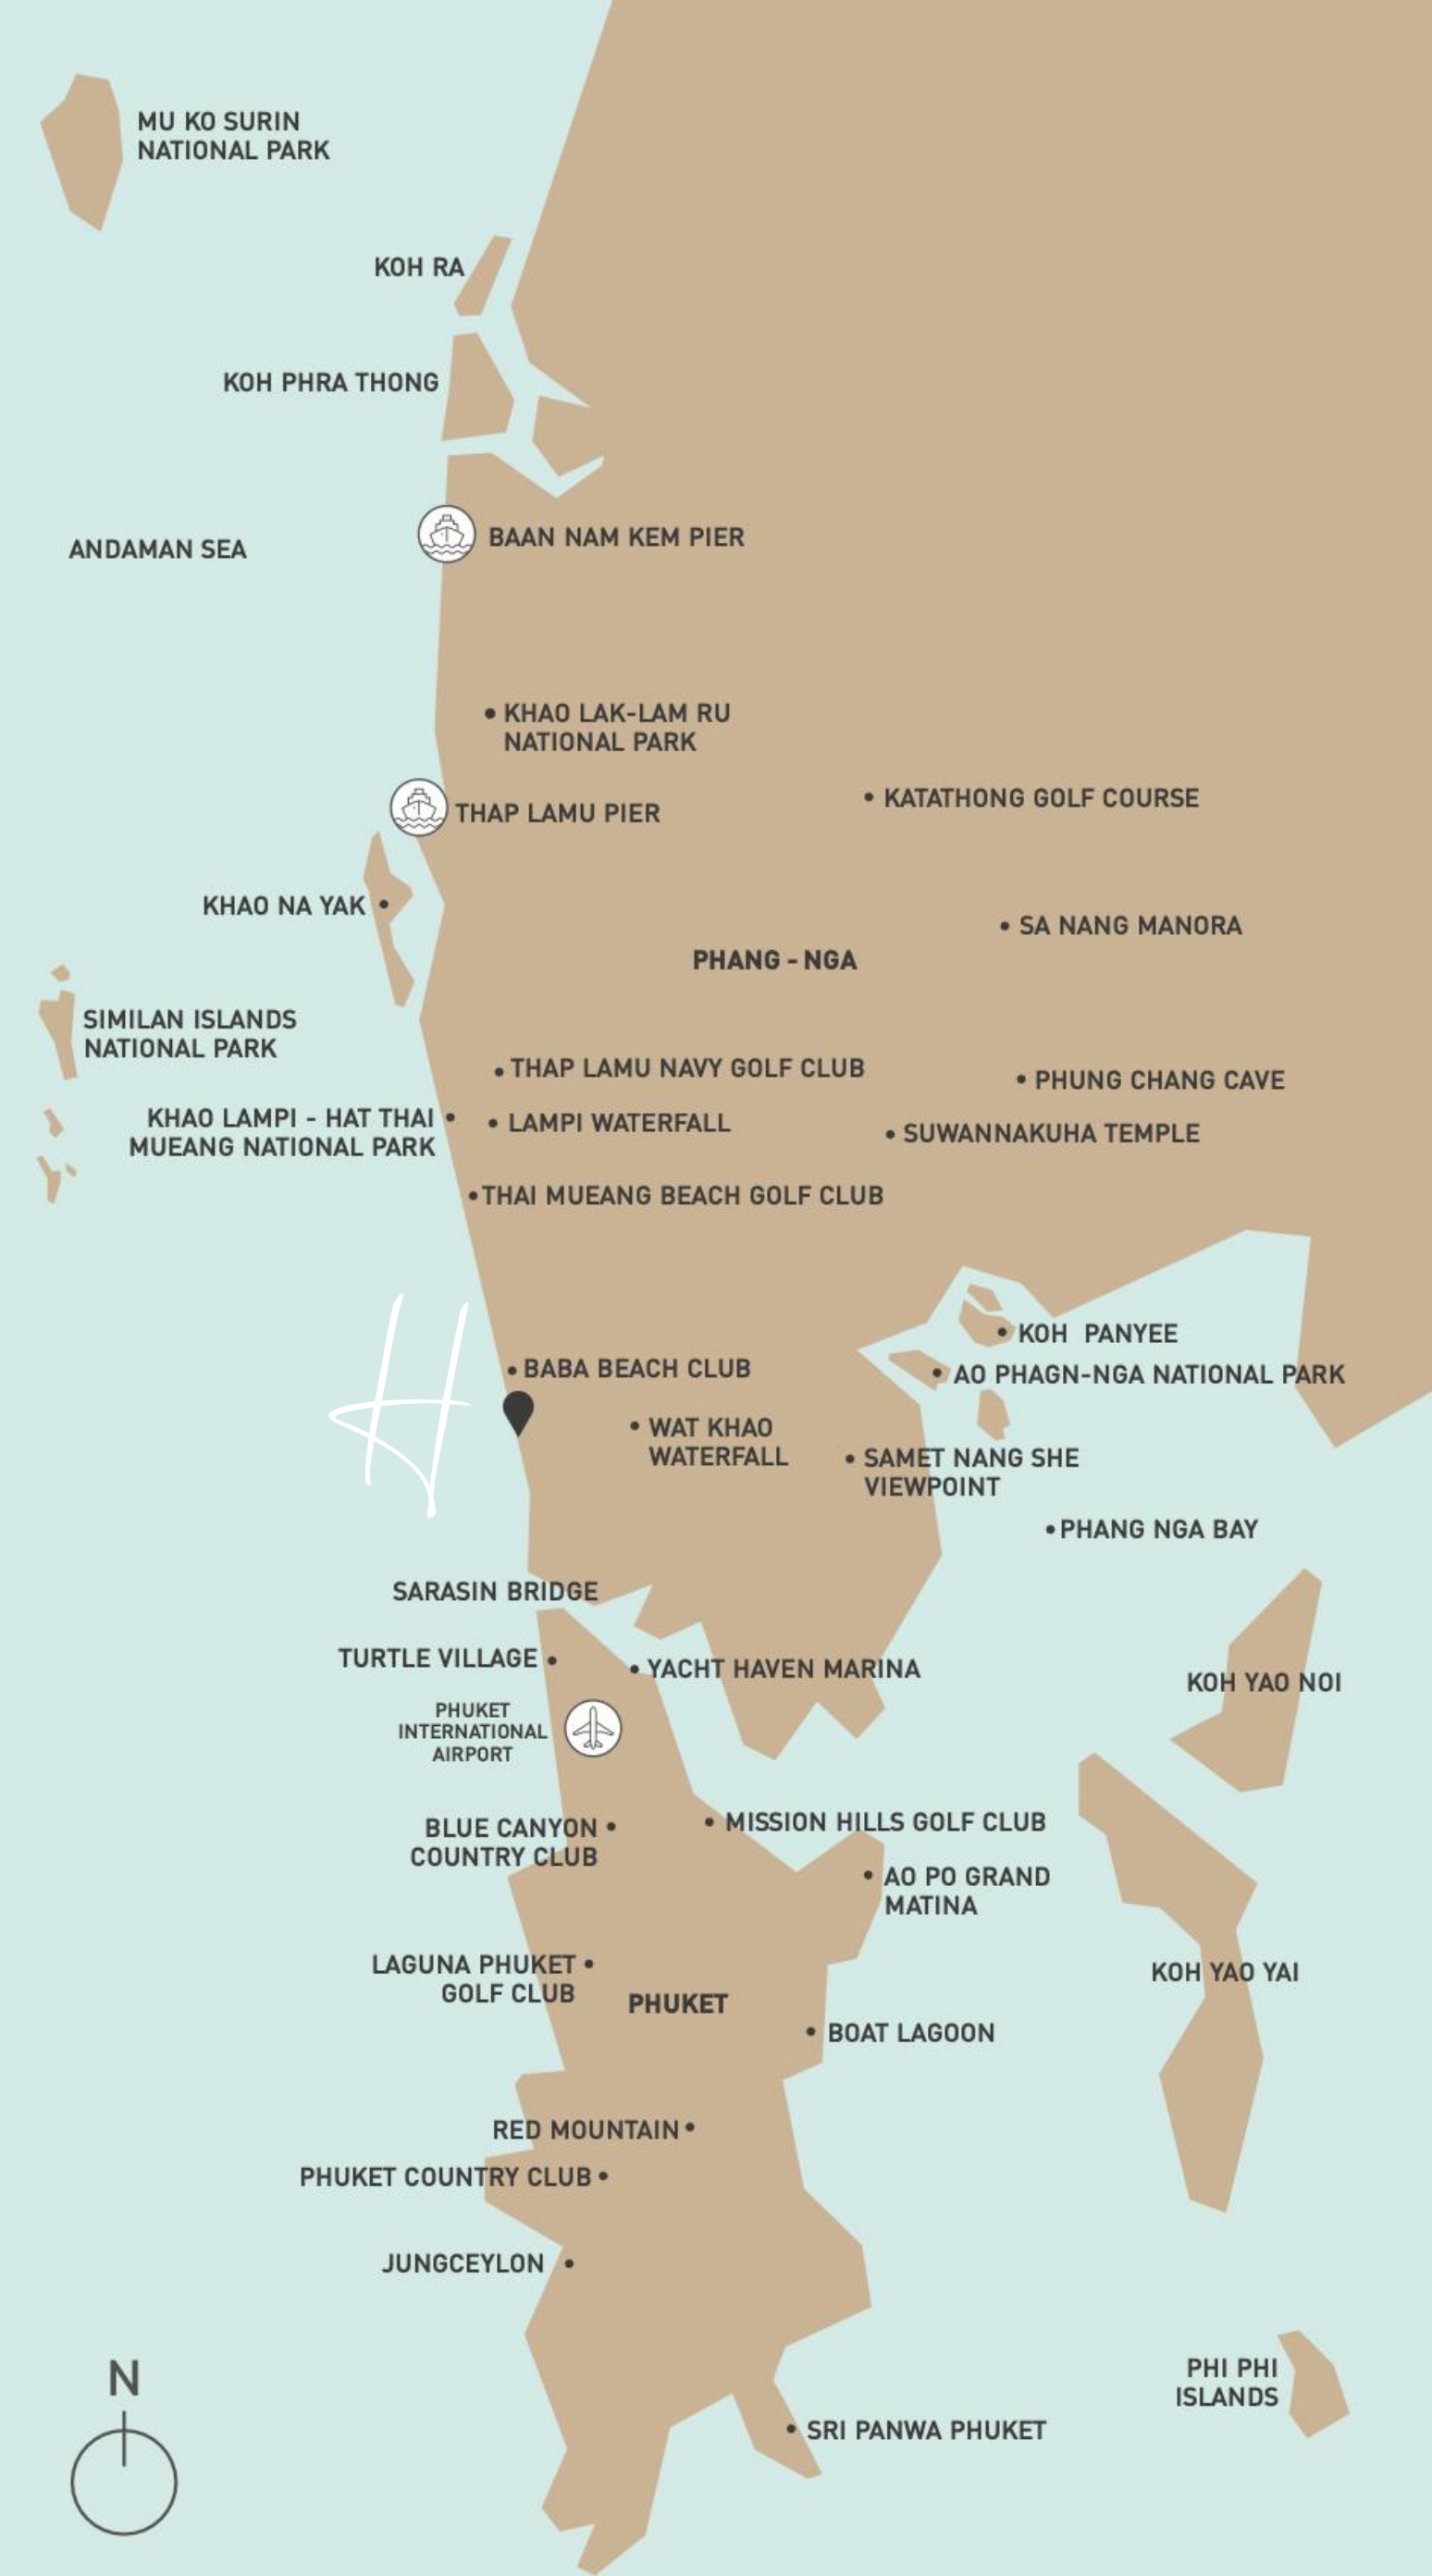 MU KO SURIN
NATIONAL PARK
KOH RA
KOH PHRA THONG
BAAN NAM KEM PIER
ANDAMAN SEA
KHAO LAK-LAM RU
NATIONAL PARK
KATATHONG GOLF COURSE
THAP LAMU PIER
KHAO NA YAK
SA NANG MANORA
PHANG - NGA
SIMILAN ISLANDS
NATIONAL PARK
THAP LAMU NAVY GOLF CLUB
PHUNG CHANG CAVE
KHAO LAMPI - HAT THAI
MUEANG NATIONAL PARK
LAMPI WATERFALL
SUWANNAKUHA TEMPLE
THAI MUEANG BEACH GOLF CLUB
KOH PANYEE
BABA BEACH CLUB
AO PHAGN-NGA NATIONAL PARK
H
WAT KHAO
WATERFALL
SAMET NANG SHE
VIEWPOINT
PHANG NGA BAY
SARASIN BRIDGE
TURTLE VILLAGE
YACHT HAVEN MARINA
KOH YAO NOI
PHUKET
INTERNATIONAL
AIRPORT
BLUE CANYON
COUNTRY CLUB
MISSION HILLS GOLF CLUB
AO PO GRAND
MATINA
LAGUNA PHUKET
GOLF CLUB
KOH YAO YAI
PHUKET
BOAT LAGOON
RED MOUNTAIN
PHUKET COUNTRY CLUB
JUNGCEYLON
PHI PHI
ISLANDS
N
SRI PANWA PHUKET